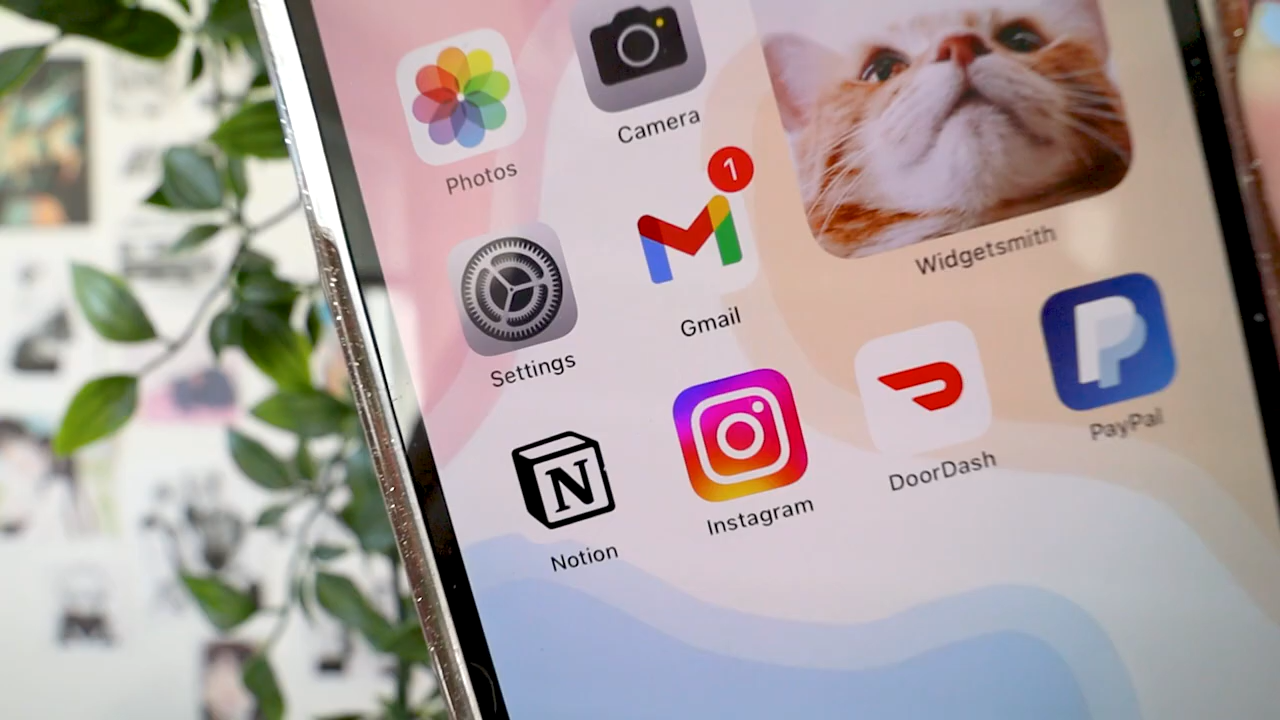 Photos
Camera
1
Widgetsmith
Settings
Gmail
N
Notion
Instagram
DoorDash
PayPal